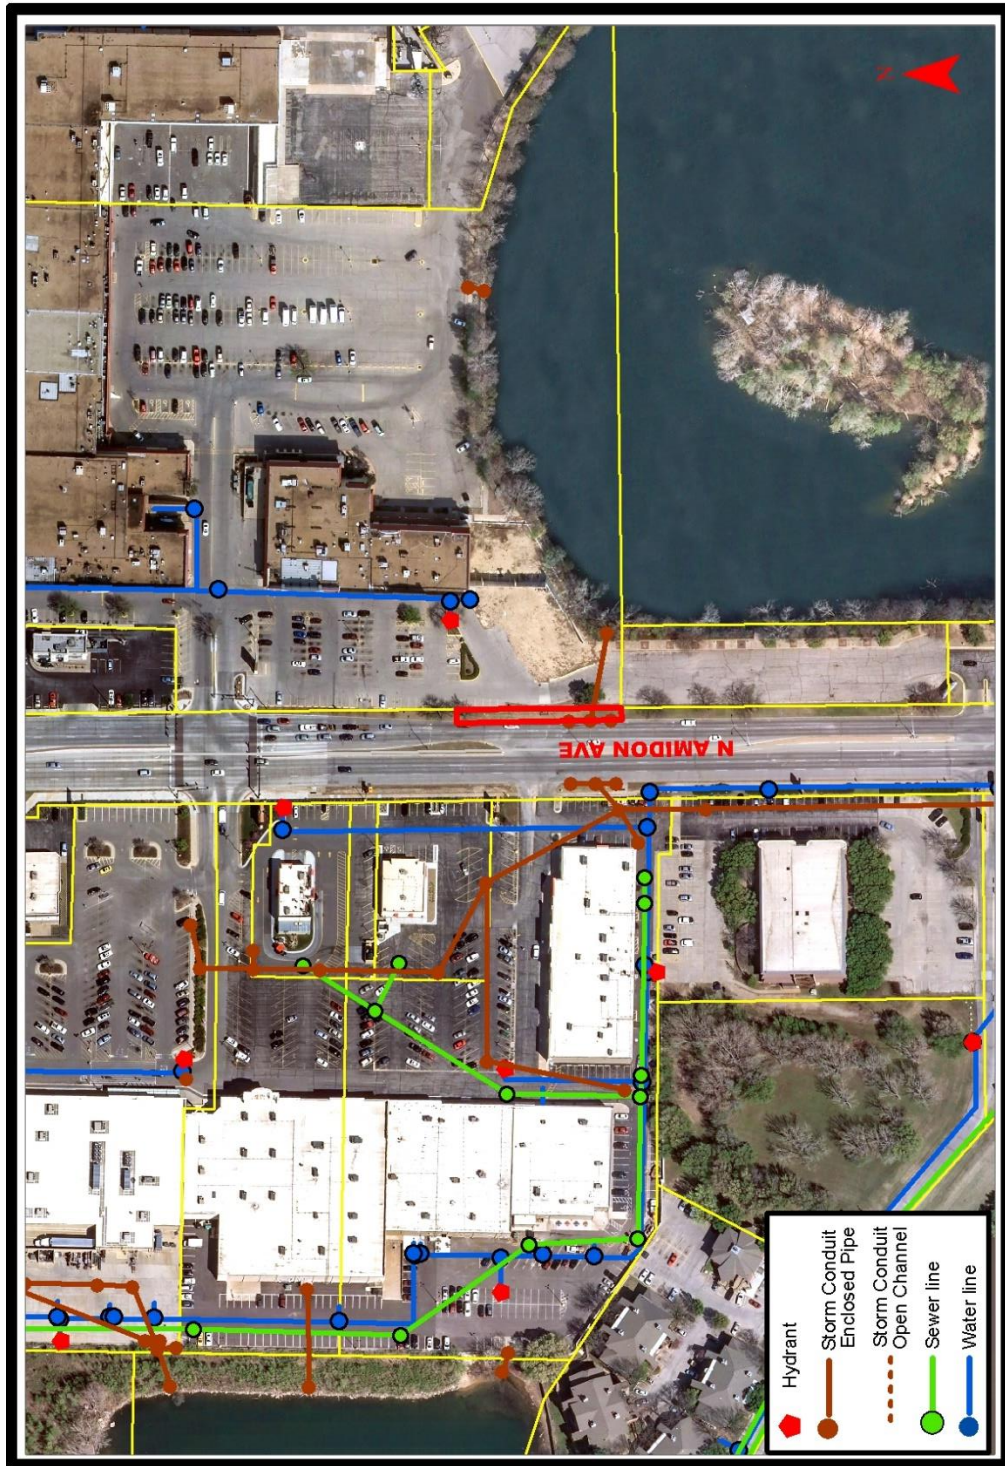 N
N AMIDON AVE
Hydrant
Storm Conduit
Enclosed Pipe
Storm Conduit
Open Channel
Sewer line
Water line